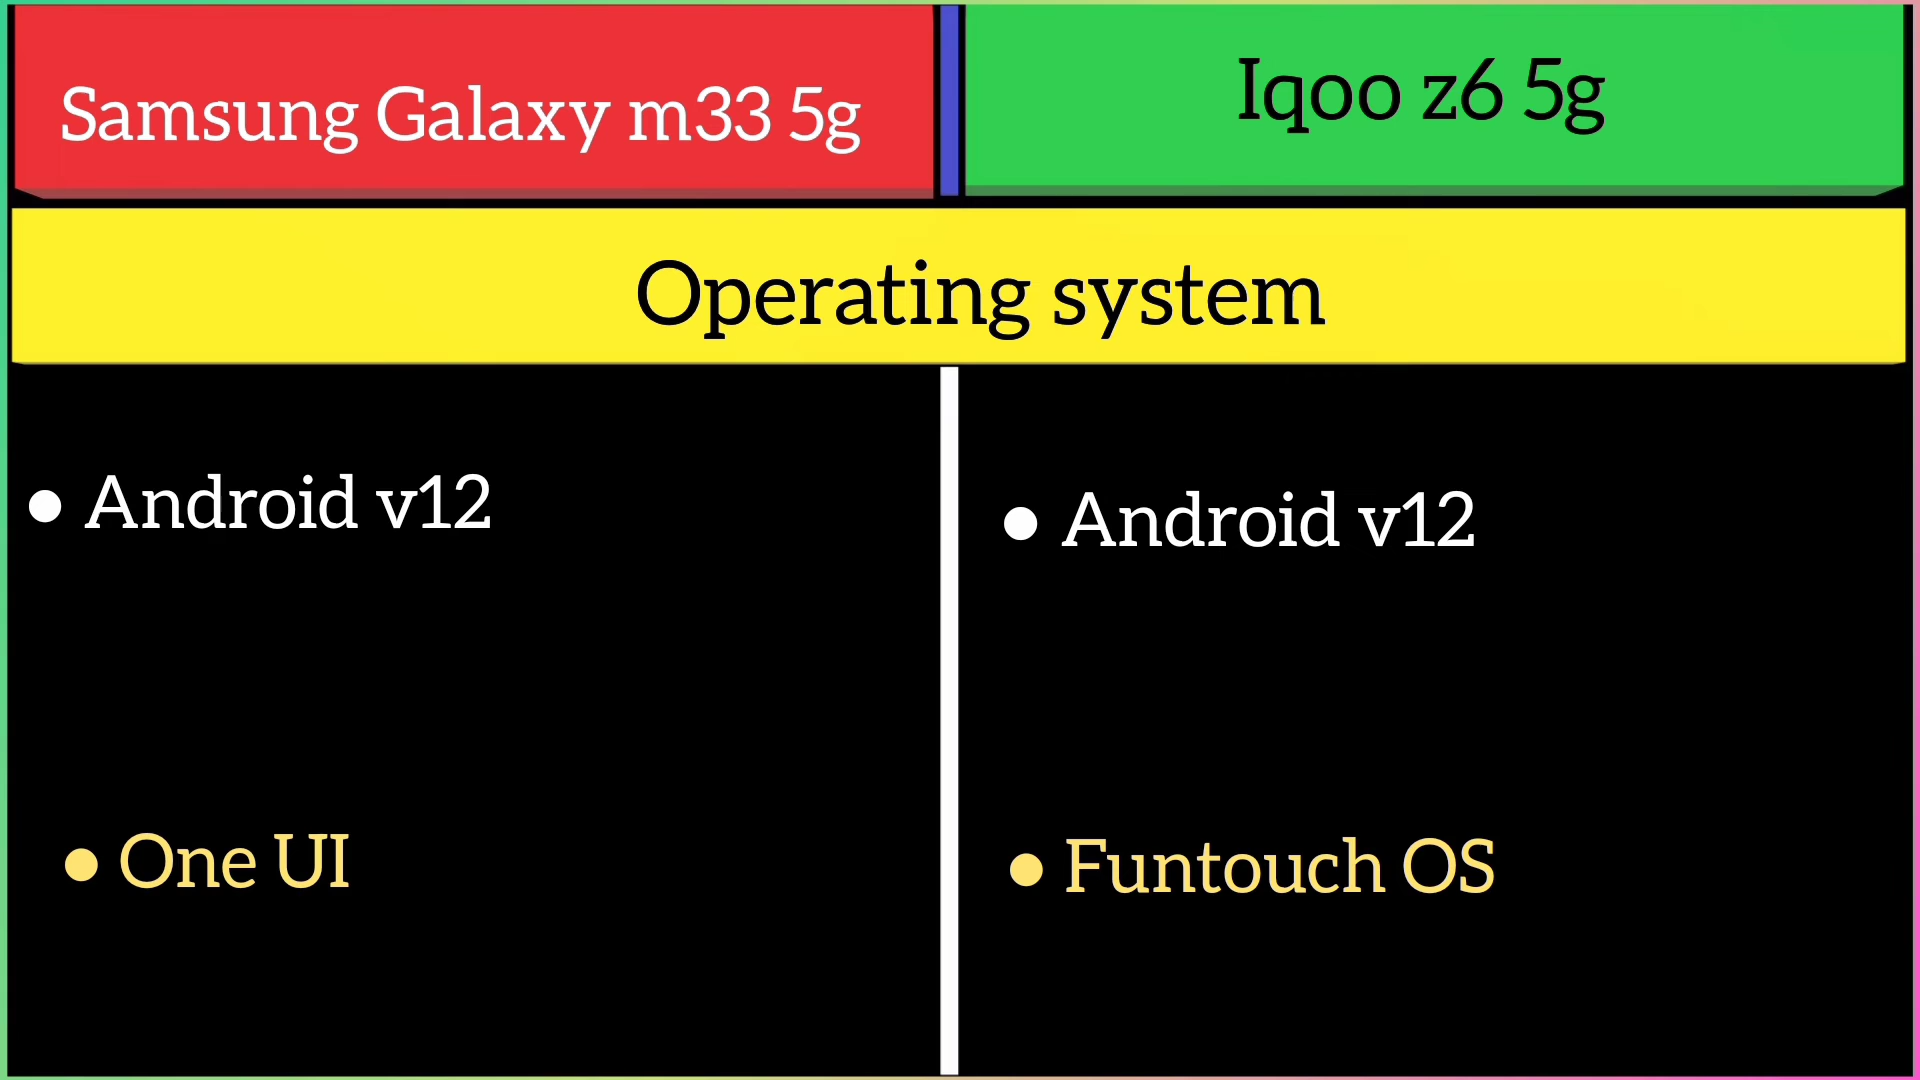 Samsung Galaxy m33 5g
Iqoo z6 5g
Operating system
• Android v12
• Android v12
• One UI
• Funtouch OS